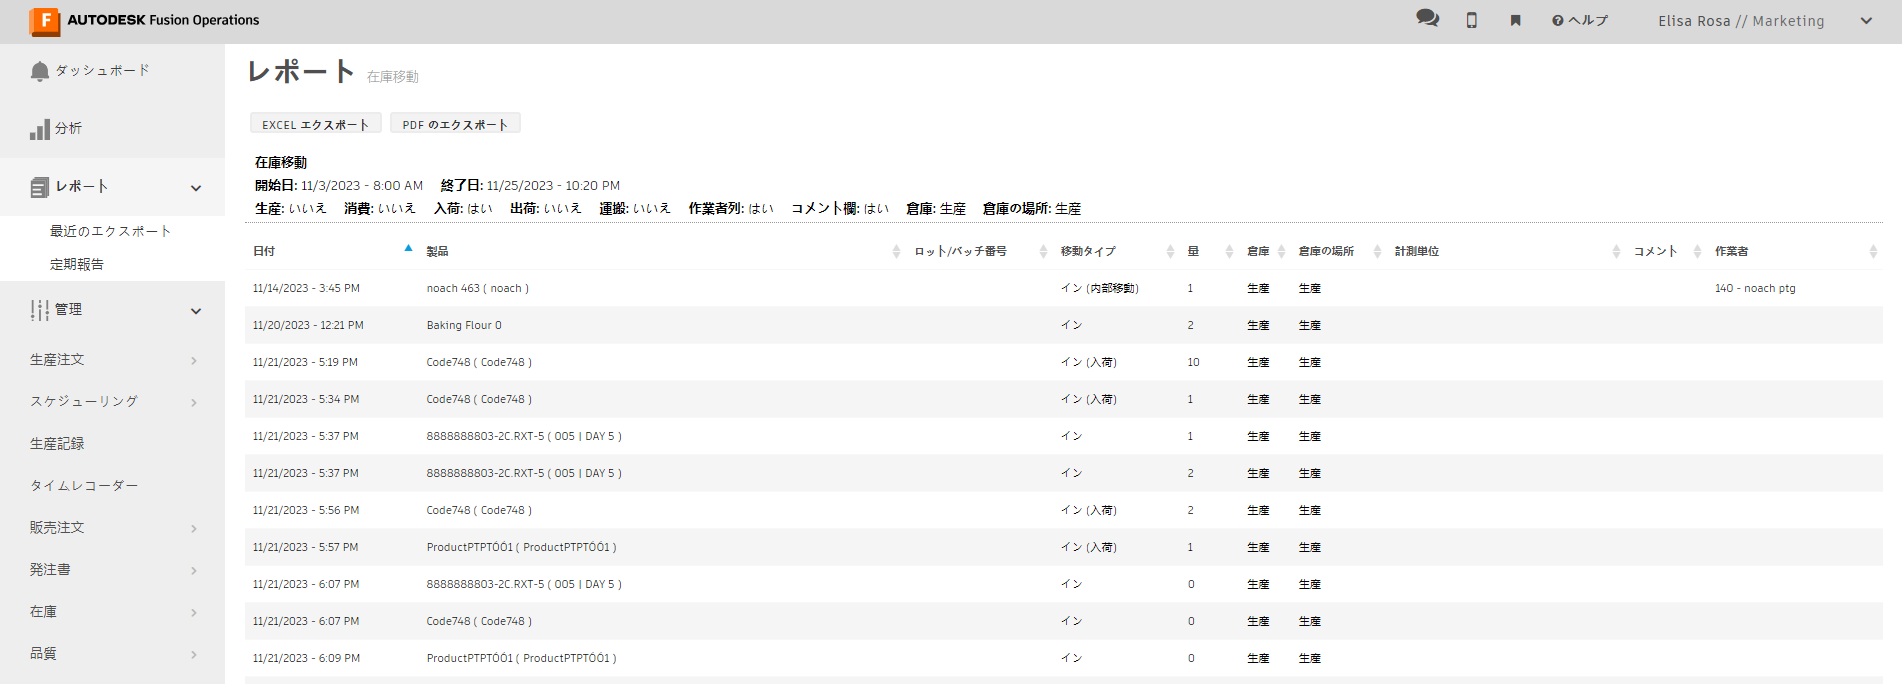 AUTODESK Fusion Operations
ヘルプ
Elisa Rosa // Marketing
ダッシュボード
分析
レポート
最近のエクスポート
定期報告
管理
生産注文
スケジューリング
生産記録
タイムレコーダー
販売注文
発注書
在庫
品質
レポート 在庫移動
EXCEL エクスポート PDF のエクスポート
在庫移動
開始日: 11/3/2023 - 8:00 AM 終了日: 11/25/2023 - 10:20 PM
生産: いいえ 消費: いいえ 入荷: はい 出荷: いいえ 運搬: いいえ 作業者列: はい コメント欄: はい 倉庫: 生産 倉庫の場所: 生産
日付 製品 ロット/バッチ番号 移動タイプ 量 倉庫 倉庫の場所 計測単位 コメント 作業者
11/14/2023 - 3:45 PM noach 463 ( noach ) イン (内部移動) 1 生産 生産 140 - noach ptg
11/20/2023 - 12:21 PM Baking Flour 0 イン 2 生産 生産
11/21/2023 - 5:19 PM Code748 ( Code748 ) イン (入荷) 10 生産 生産
11/21/2023 - 5:34 PM Code748 ( Code748 ) イン (入荷) 1 生産 生産
11/21/2023 - 5:37 PM 8888888803-2C.RXT-5 ( 005 | DAY 5 ) イン 1 生産 生産
11/21/2023 - 5:37 PM 8888888803-2C.RXT-5 ( 005 | DAY 5 ) イン 2 生産 生産
11/21/2023 - 5:56 PM Code748 ( Code748 ) イン (入荷) 2 生産 生産
11/21/2023 - 5:57 PM ProductPTPTÓÓ1 ( ProductPTPTÓÓ1 ) イン (入荷) 1 生産 生産
11/21/2023 - 6:07 PM 8888888803-2C.RXT-5 ( 005 | DAY 5 ) イン 0 生産 生産
11/21/2023 - 6:07 PM Code748 ( Code748 ) イン 0 生産 生産
11/21/2023 - 6:09 PM ProductPTPTÓÓ1 ( ProductPTPTÓÓ1 ) イン 0 生産 生産